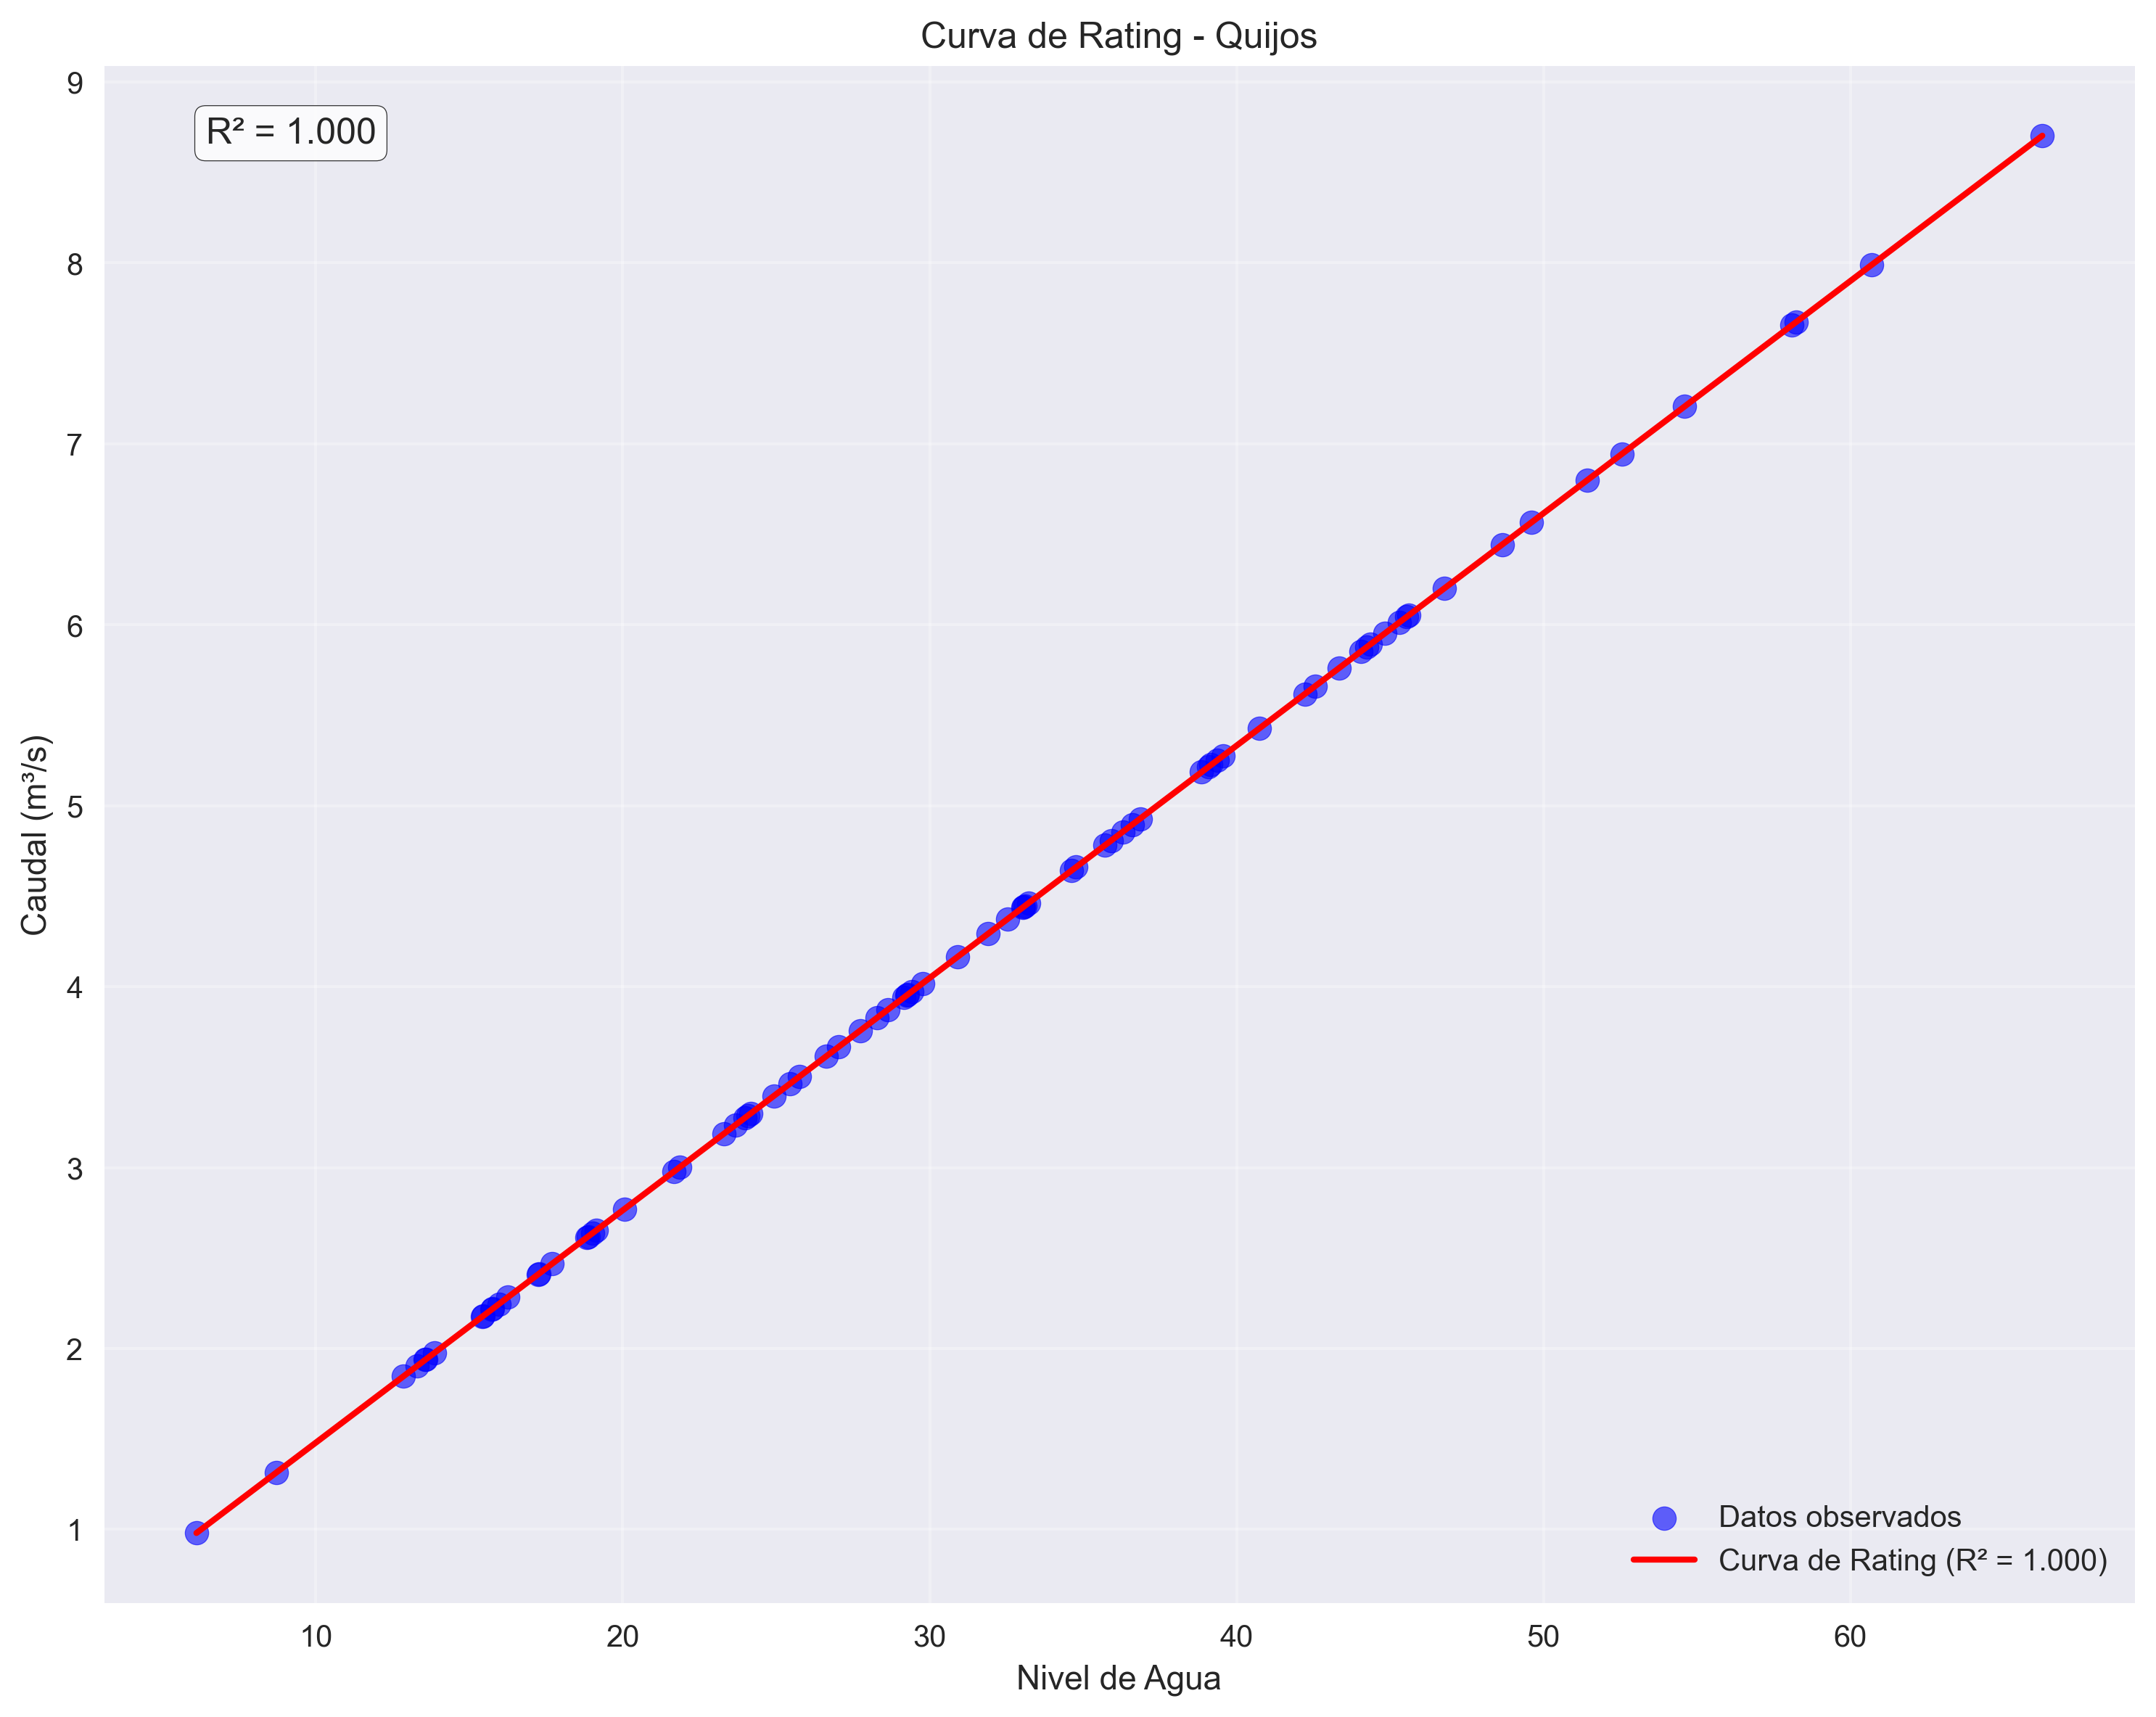 Curva de Rating - Quijos
R² = 1.000
9
8
7
6
5
4
3
2
1
Caudal (m³/s)
10 20 30 40 50 60
Nivel de Agua
Datos observados
Curva de Rating (R² = 1.000)